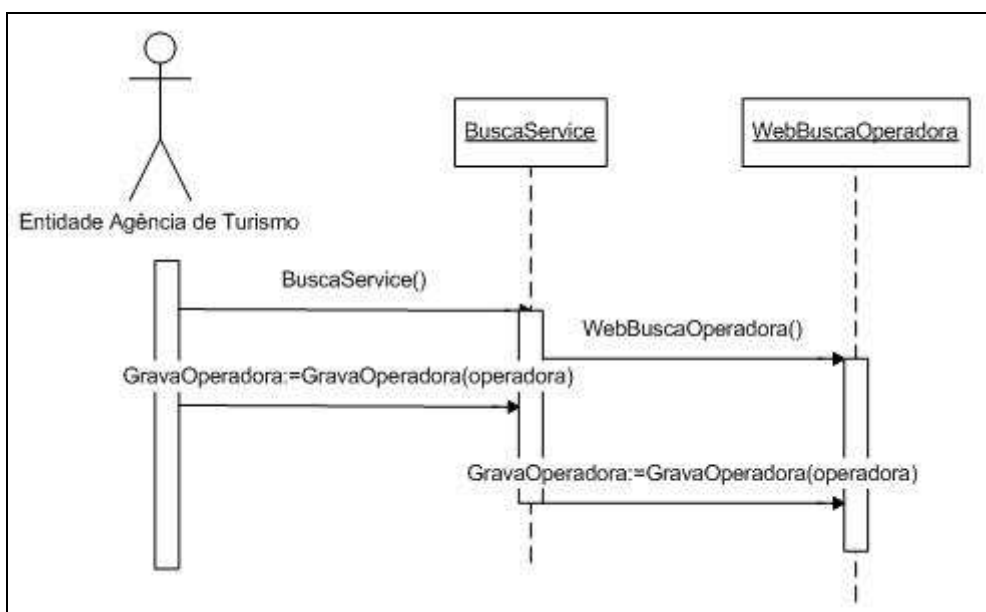 BuscaService
WebBuscaOperadora
Entidade Agência de Turismo
BuscaService()
WebBuscaOperadora()
GravaOperadora:=GravaOperadora(operadora)
GravaOperadora:=GravaOperadora(operadora)